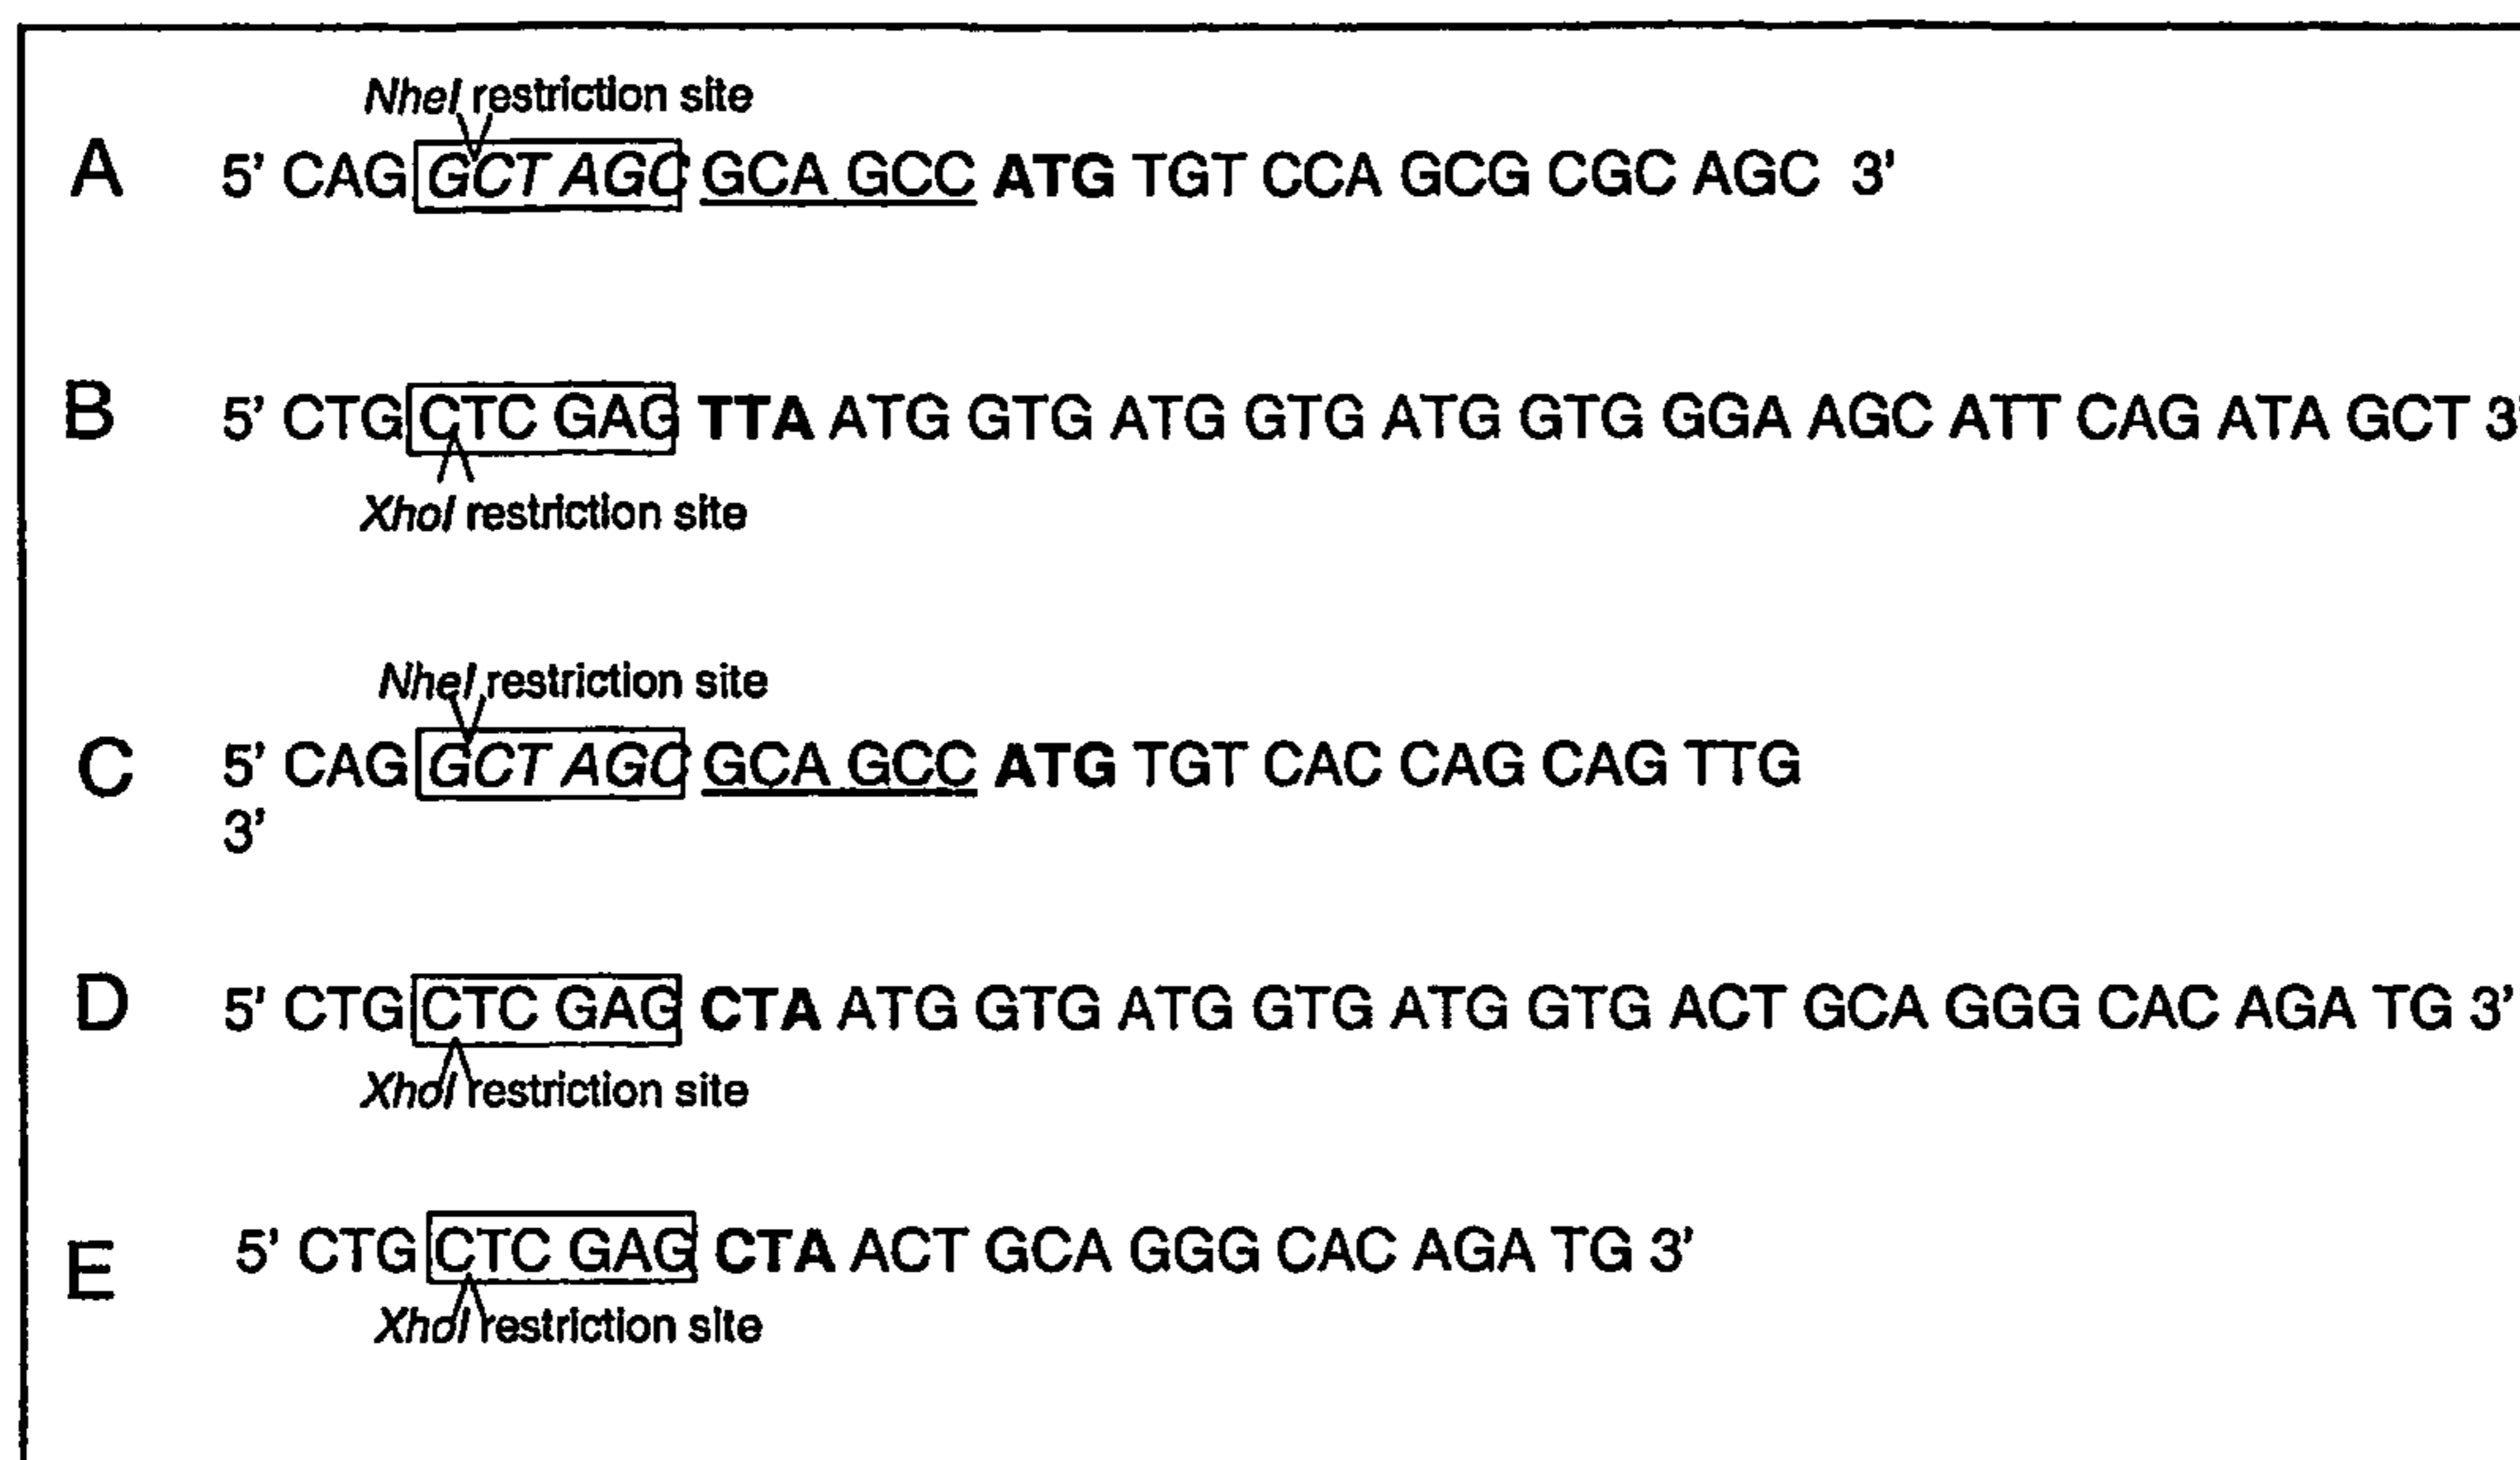 NheI restriction site
A 5' CAG GCT AGC GCA GCC ATG TGT CCA GCG CGC AGC 3'
B 5' CTG CTC GAG TTA ATG GTG ATG GTG ATG GTG GGA AGC ATT CAG ATA GCT 3'
XhoI restriction site
NheI restriction site
C 5' CAG GCT AGC GCA GCC ATG TGT CAC CAG CAG TTG
3'
D 5' CTG CTC GAG CTA ATG GTG ATG GTG ATG GTG ACT GCA GGG CAC AGA TG 3'
XhoI restriction site
E 5' CTG CTC GAG CTA ACT GCA GGG CAC AGA TG 3'
XhoI restriction site